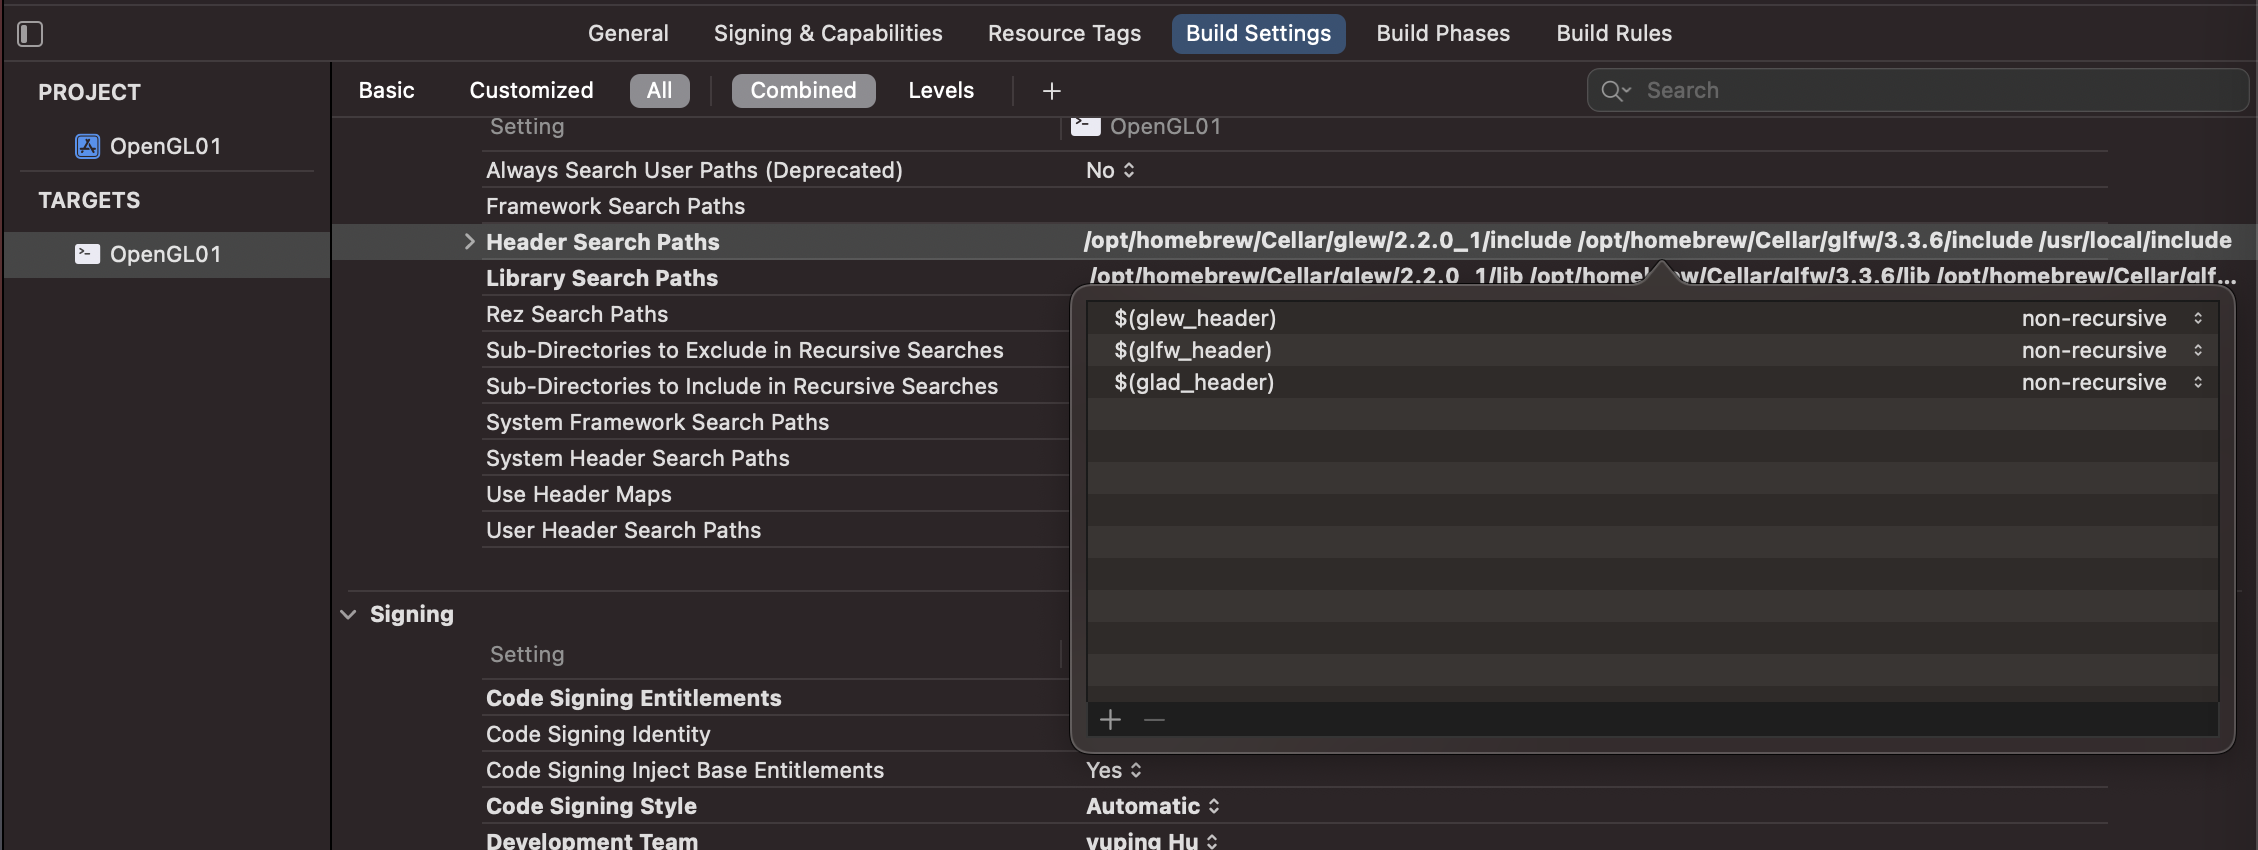 General Signing & Capabilities Resource Tags Build Settings Build Phases Build Rules
Basic Customized All Combined Levels + Search
PROJECT
OpenGL01
TARGETS
OpenGL01
Setting OpenGL01
Always Search User Paths (Deprecated) No
Framework Search Paths
Header Search Paths /opt/homebrew/Cellar/glew/2.2.0_1/include /opt/homebrew/Cellar/glfw/3.3.6/include /usr/local/include
Library Search Paths /opt/homebrew/Cellar/glew/2.2.0_1/lib /opt/homebrew/Cellar/glfw/3.3.6/lib /opt/homebrew/Cellar/glf...
Rez Search Paths
Sub-Directories to Exclude in Recursive Searches
Sub-Directories to Include in Recursive Searches
System Framework Search Paths
System Header Search Paths
Use Header Maps
User Header Search Paths
$(glew_header) non-recursive
$(glfw_header) non-recursive
$(glad_header) non-recursive
Signing
Setting
Code Signing Entitlements
Code Signing Identity
Code Signing Inject Base Entitlements Yes
Code Signing Style Automatic
Development Team yuping Hu